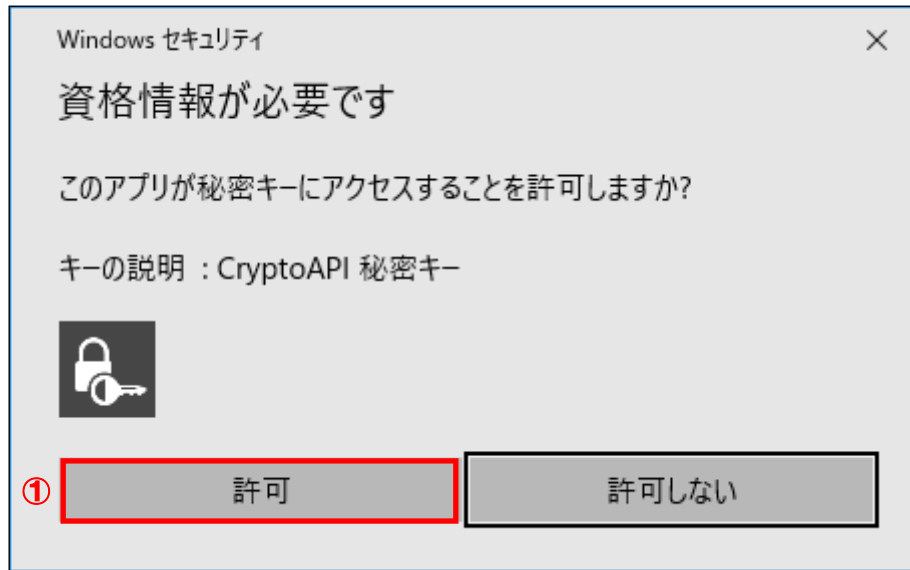 Windows セキュリティ
資格情報が必要です
このアプリが秘密キーにアクセスすることを許可しますか?
キーの説明 : CryptoAPI 秘密キー
① 許可 許可しない